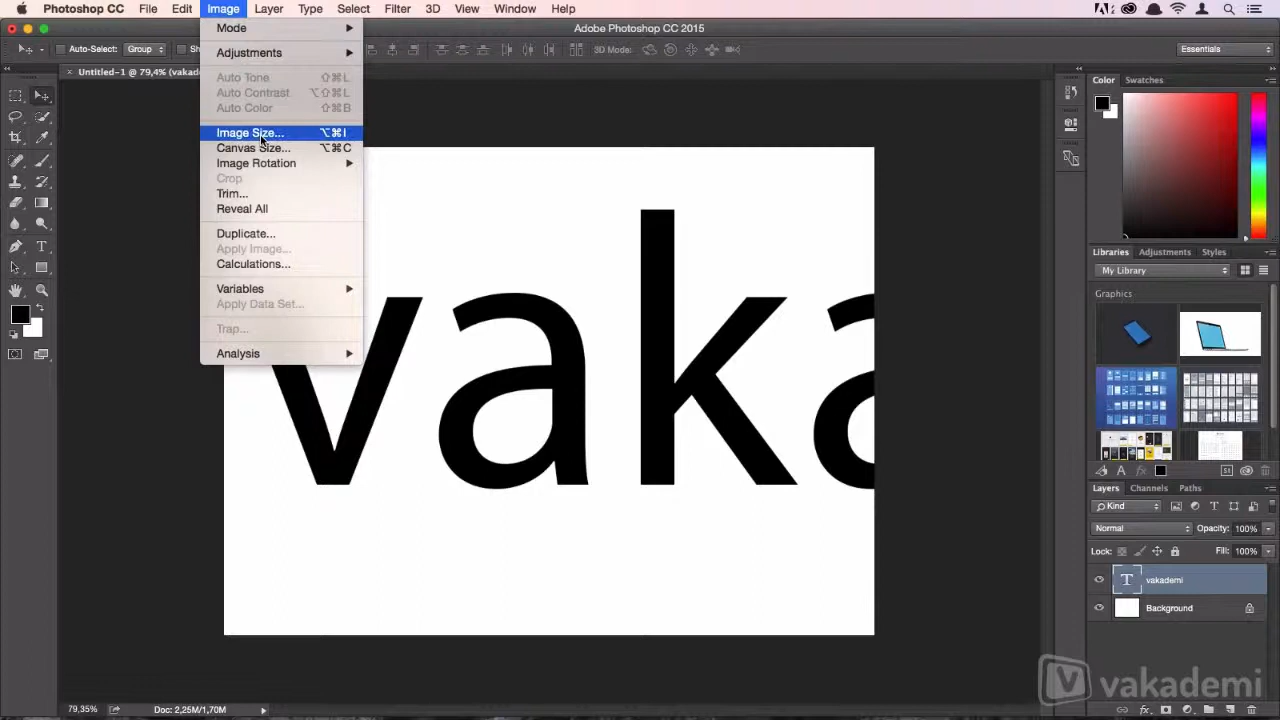 Photoshop CC File Edit Image Layer Type Select Filter 3D View Window Help
Adobe Photoshop CC 2015
Auto-Select: Group 3D Mode: Essentials
Untitled-1 @ 79,4%
Mode
Adjustments
Auto Tone ⇧⌘L
Auto Contrast ⌥⇧⌘L
Auto Color ⇧⌘B
Image Size... ⌥⌘I
Canvas Size... ⌥⌘C
Image Rotation
Crop
Trim...
Reveal All
Duplicate...
Apply Image...
Calculations...
Variables
Apply Data Set...
Trap...
Analysis
vaka
Color Swatches
Libraries Adjustments Styles
My Library
Graphics
Layers Channels Paths
Kind
Normal Opacity: 100%
Lock: Fill: 100%
T vakademi
Background
79,35% Doc: 2,25M/1,70M
vakademi